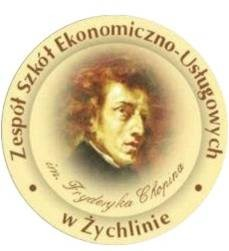 Zespół Szkół Ekonomiczno-Usługowych
im. Fryderyka Chopina
• w Żychlinie •